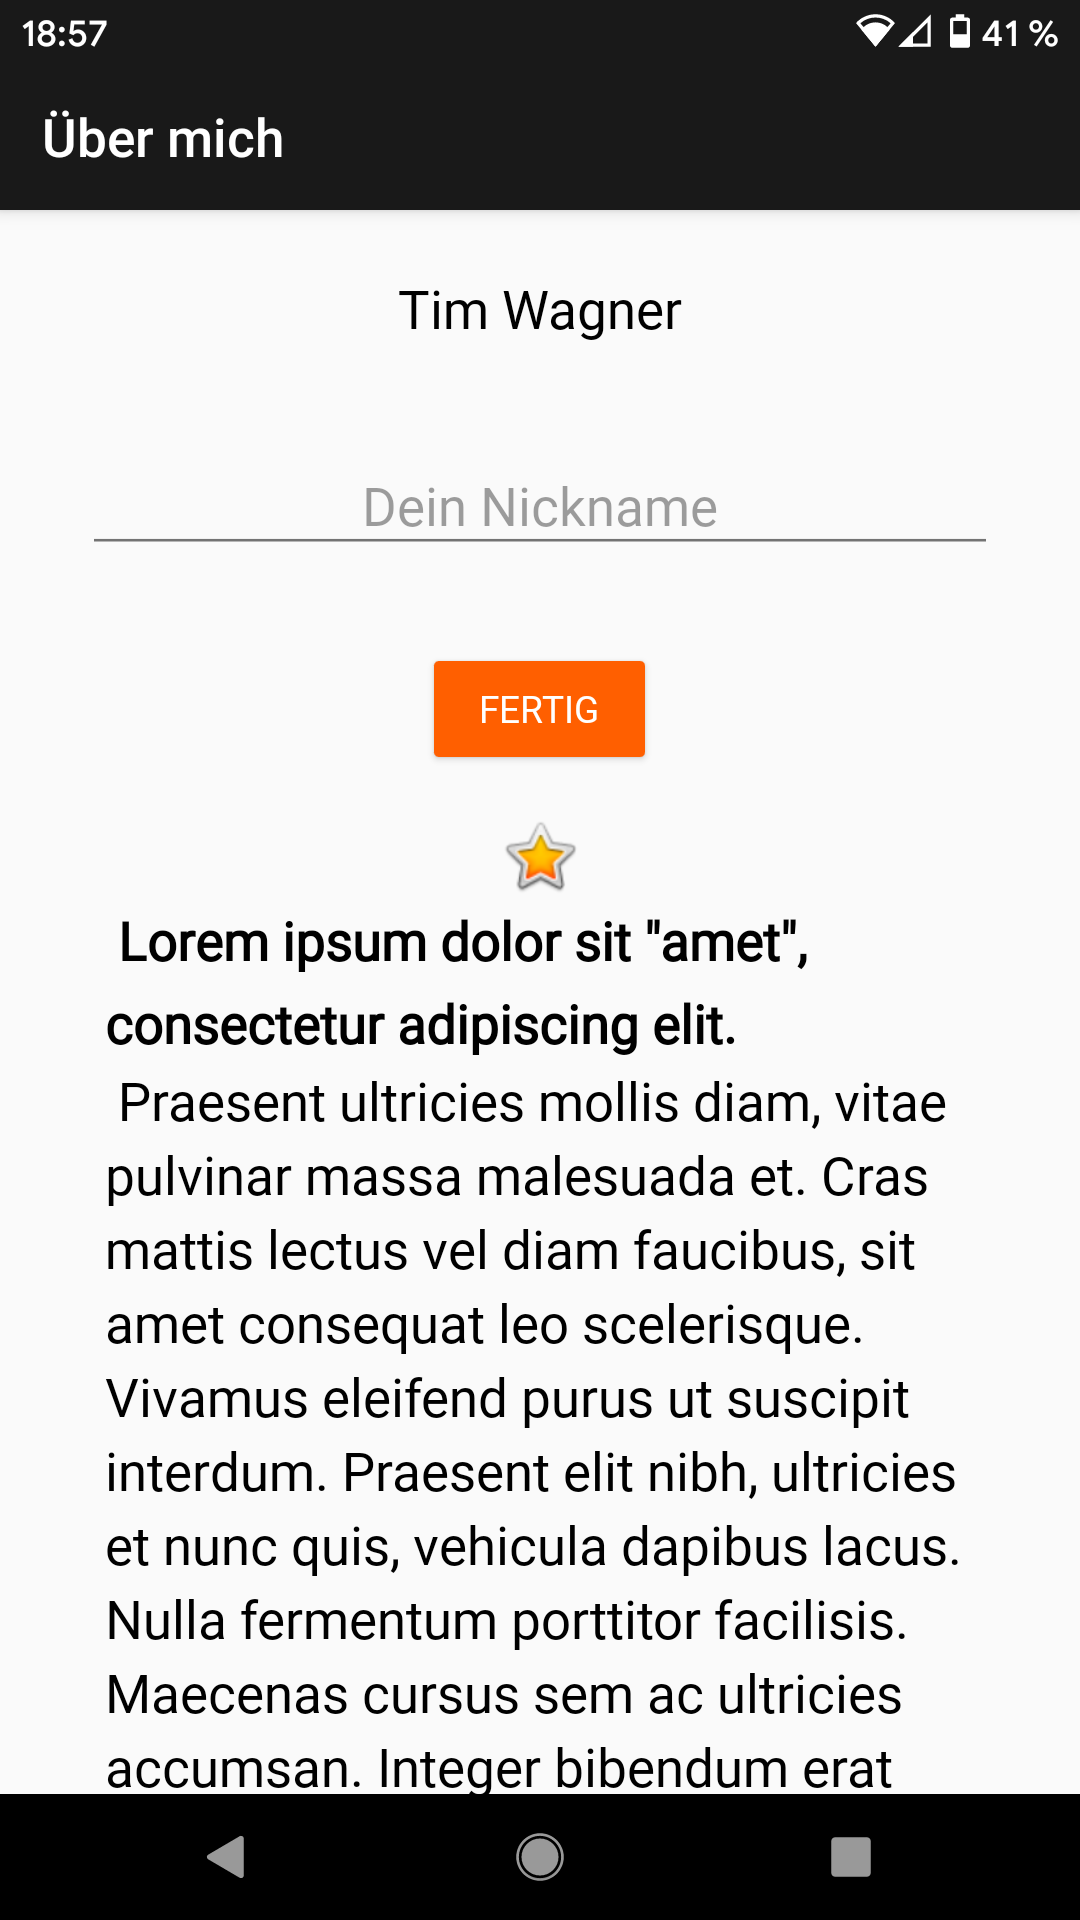 18:57 41 %
Über mich
Tim Wagner
Dein Nickname
FERTIG
Lorem ipsum dolor sit "amet",
consectetur adipiscing elit.
Praesent ultricies mollis diam, vitae
pulvinar massa malesuada et. Cras
mattis lectus vel diam faucibus, sit
amet consequat leo scelerisque.
Vivamus eleifend purus ut suscipit
interdum. Praesent elit nibh, ultricies
et nunc quis, vehicula dapibus lacus.
Nulla fermentum porttitor facilisis.
Maecenas cursus sem ac ultricies
accumsan. Integer bibendum erat